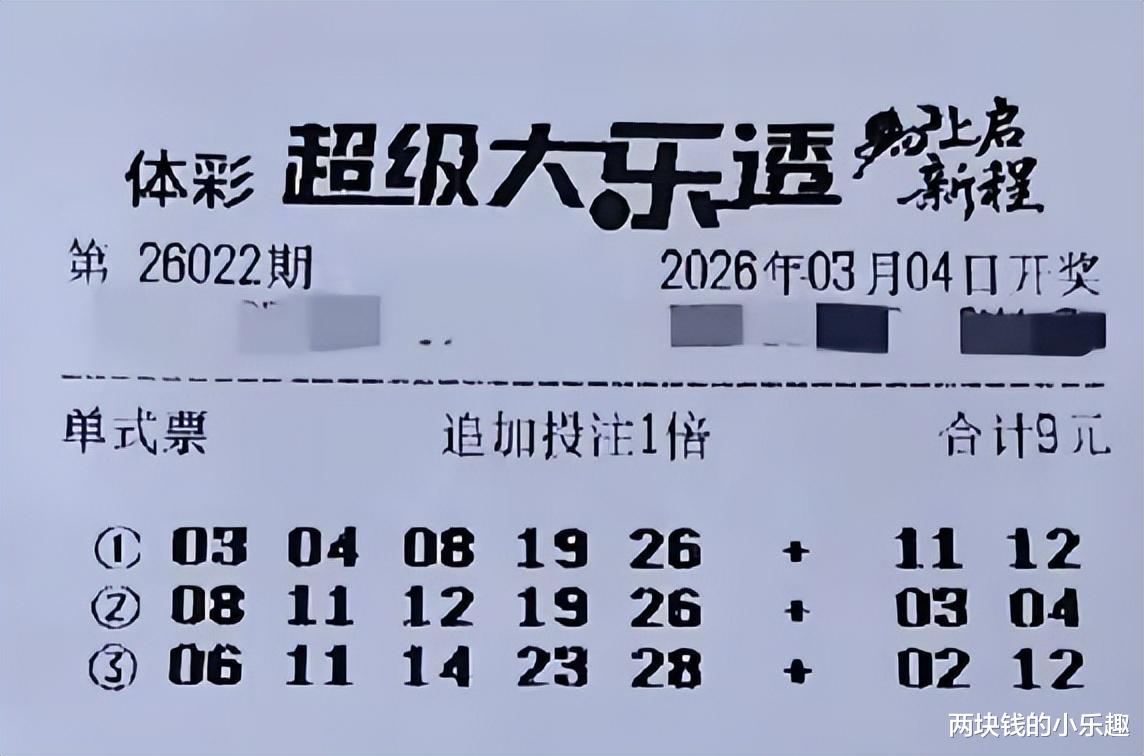 体彩 超级大乐透 马上启
新程
第 26022期 2026年03月04日开奖
单式票 追加投注1倍 合计9元
① 03 04 08 19 26 + 11 12
② 08 11 12 19 26 + 03 04
③ 06 11 14 23 28 + 02 12
两块钱的小乐趣